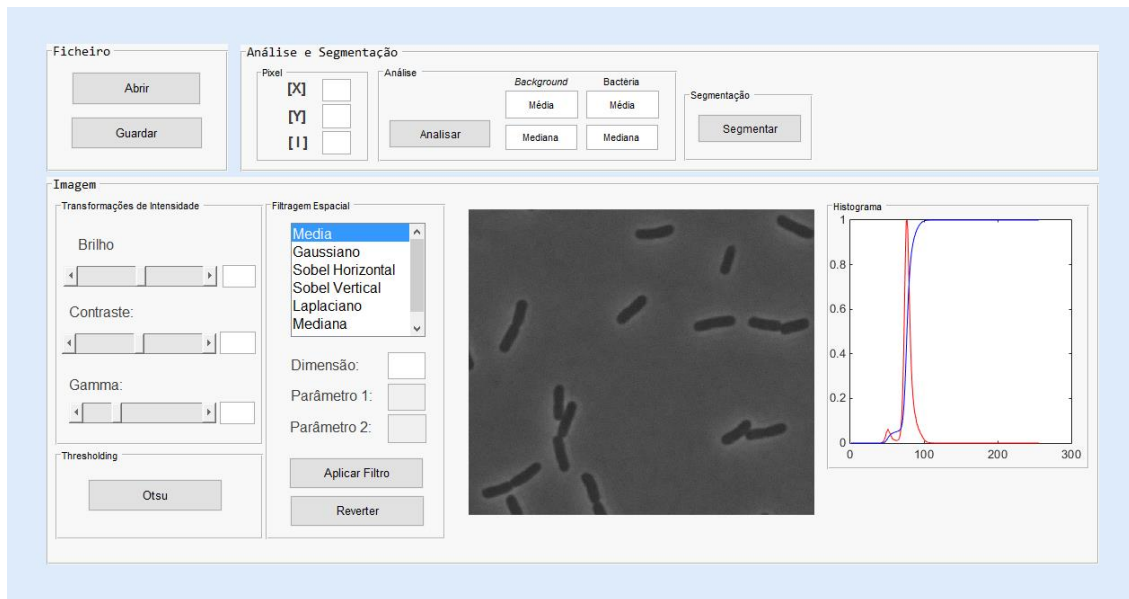 Ficheiro
Abrir
Guardar
Análise e Segmentação
Pixel
[X]
[Y]
[I]
Análise
Analisar
Background Bactéria
Média Média
Mediana Mediana
Segmentação
Segmentar
Imagem
Transformações de Intensidade
Brilho
Contraste:
Gamma:
Thresholding
Otsu
Filtragem Espacial
Media
Gaussiano
Sobel Horizontal
Sobel Vertical
Laplaciano
Mediana
Dimensão:
Parâmetro 1:
Parâmetro 2:
Aplicar Filtro
Reverter
Histograma
1
0.8
0.6
0.4
0.2
0
0 100 200 300